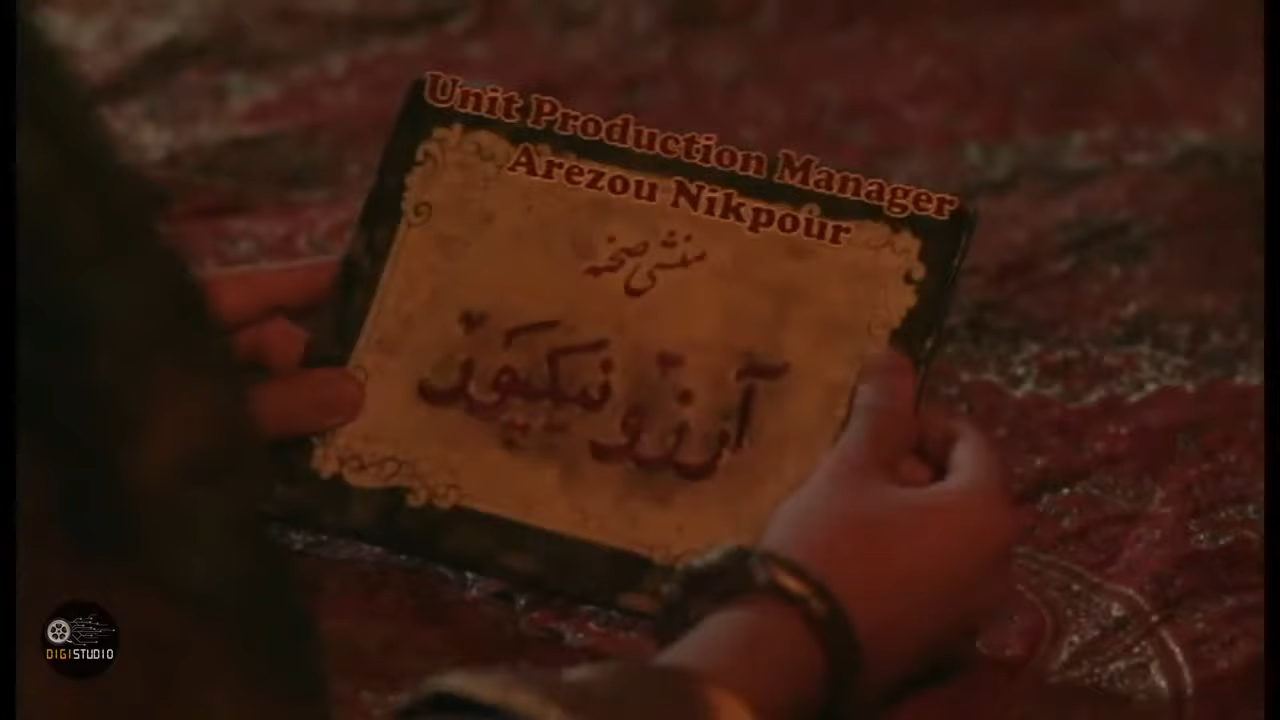 Unit Production Manager
Arezou Nikpour
منشی صحنه
آرزو نیکپور
DIGISTUDIO